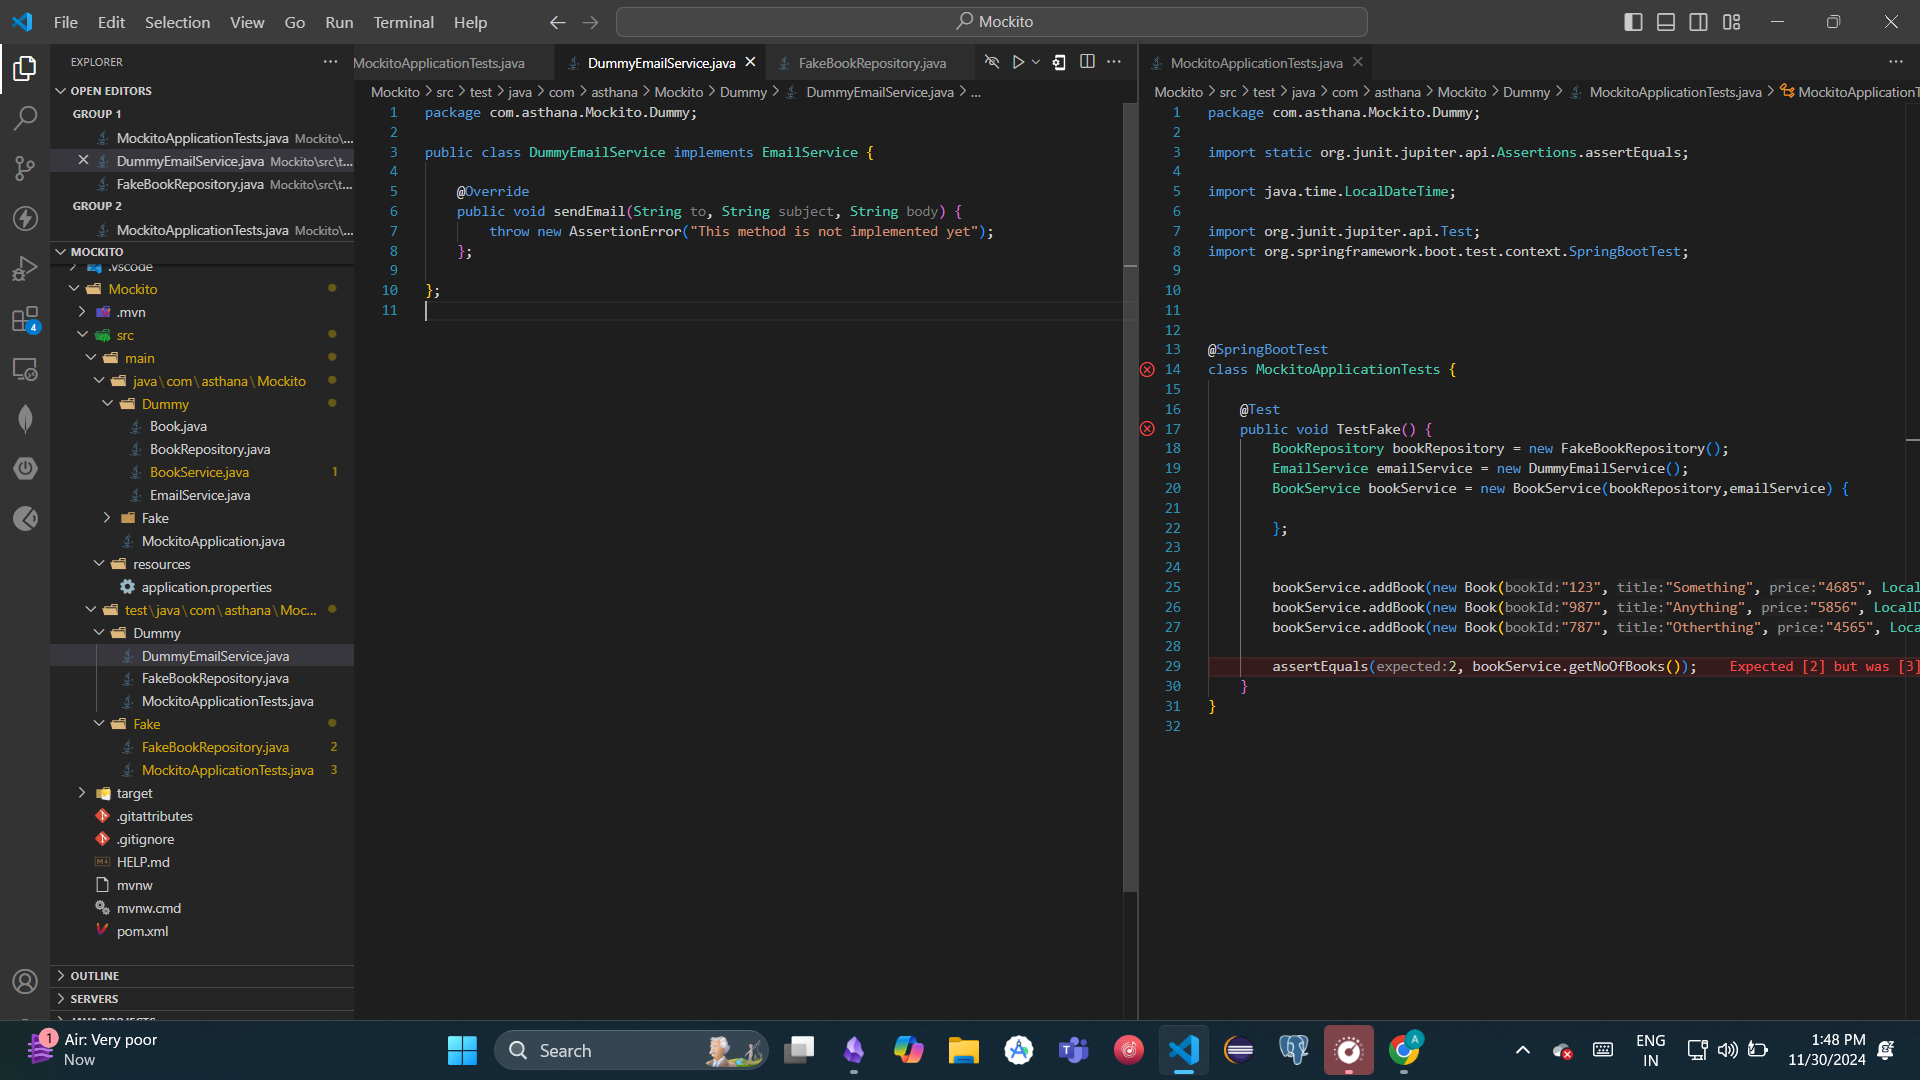 File Edit Selection View Go Run Terminal Help
Mockito
EXPLORER
OPEN EDITORS
GROUP 1
MockitoApplicationTests.java Mockito\...
DummyEmailService.java Mockito\src\t...
FakeBookRepository.java Mockito\src\t...
GROUP 2
MockitoApplicationTests.java Mockito\...
MOCKITO
.vscode
Mockito
.mvn
src
main
java\com\asthana\Mockito
Dummy
Book.java
BookRepository.java
BookService.java 1
EmailService.java
Fake
MockitoApplication.java
resources
application.properties
test\java\com\asthana\Moc...
Dummy
DummyEmailService.java
FakeBookRepository.java
MockitoApplicationTests.java
Fake
FakeBookRepository.java 2
MockitoApplicationTests.java 3
target
.gitattributes
.gitignore
HELP.md
mvnw
mvnw.cmd
pom.xml
OUTLINE
SERVERS
JAVA PROJECTS
4
MockitoApplicationTests.java DummyEmailService.java FakeBookRepository.java
Mockito > src > test > java > com > asthana > Mockito > Dummy > DummyEmailService.java > ...
1 package com.asthana.Mockito.Dummy;
2
3 public class DummyEmailService implements EmailService {
4
5 @Override
6 public void sendEmail(String to, String subject, String body) {
7 throw new AssertionError("This method is not implemented yet");
8 };
9
10 };
11
MockitoApplicationTests.java
Mockito > src > test > java > com > asthana > Mockito > Dummy > MockitoApplicationTests.java > MockitoApplicationT
1 package com.asthana.Mockito.Dummy;
2
3 import static org.junit.jupiter.api.Assertions.assertEquals;
4
5 import java.time.LocalDateTime;
6
7 import org.junit.jupiter.api.Test;
8 import org.springframework.boot.test.context.SpringBootTest;
9
10
11
12
13 @SpringBootTest
14 class MockitoApplicationTests {
15
16 @Test
17 public void TestFake() {
18 BookRepository bookRepository = new FakeBookRepository();
19 EmailService emailService = new DummyEmailService();
20 BookService bookService = new BookService(bookRepository,emailService) {
21
22 };
23
24
25 bookService.addBook(new Book(bookId:"123", title:"Something", price:"4685", Local
26 bookService.addBook(new Book(bookId:"987", title:"Anything", price:"5856", LocalD
27 bookService.addBook(new Book(bookId:"787", title:"Otherthing", price:"4565", Loca
28
29 assertEquals(expected:2, bookService.getNoOfBooks()); Expected [2] but was [3]
30 }
31 }
32
1
Air: Very poor
Now
Search
A
ENG
IN
1:48 PM
11/30/2024